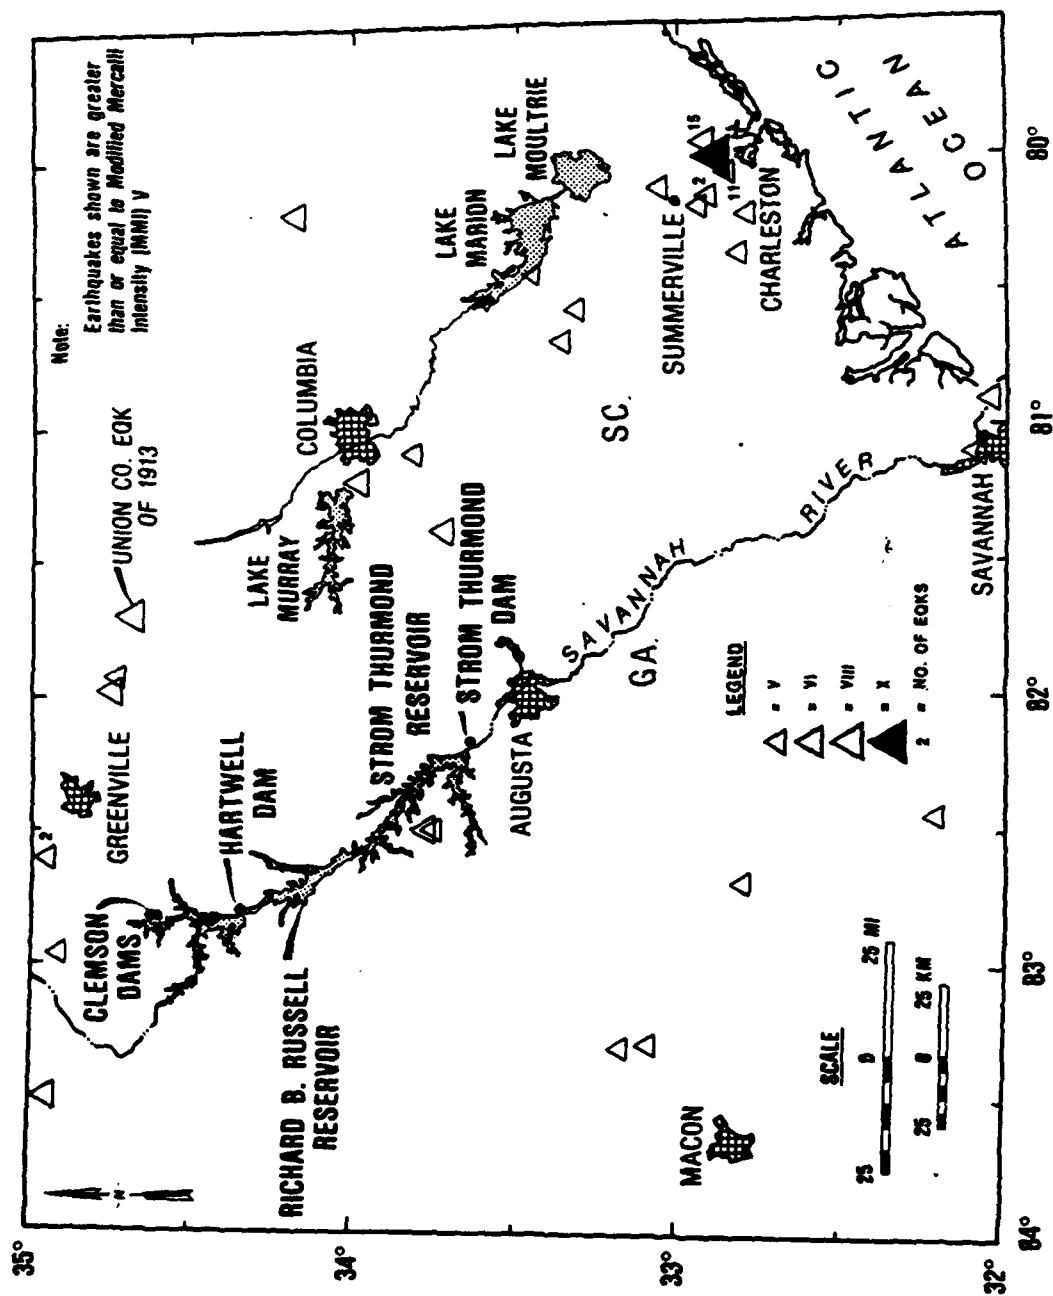 Note:
Earthquakes shown are greater
than or equal to Modified Mercalli
Intensity (MMI) V
UNION CO. EQK
OF 1913
GREENVILLE
2
CLEMSON
DAMS
HARTWELL
DAM
RICHARD B. RUSSELL
RESERVOIR
STROM THURMOND
RESERVOIR
STROM THURMOND
DAM
LAKE
MURRAY
COLUMBIA
LAKE
MARION
LAKE
MOULTRIE
AUGUSTA
SAVANNAH RIVER
GA.
SC.
SUMMERVILLE
2
15
11
CHARLESTON
ATLANTIC
OCEAN
SAVANNAH
MACON
LEGEND
= V
= VI
= VIII
= X
2 = NO. OF EQKS
SCALE
25 0 25 MI
25 0 25 KM
N
35°
34°
33°
32°
84°
83°
82°
81°
80°